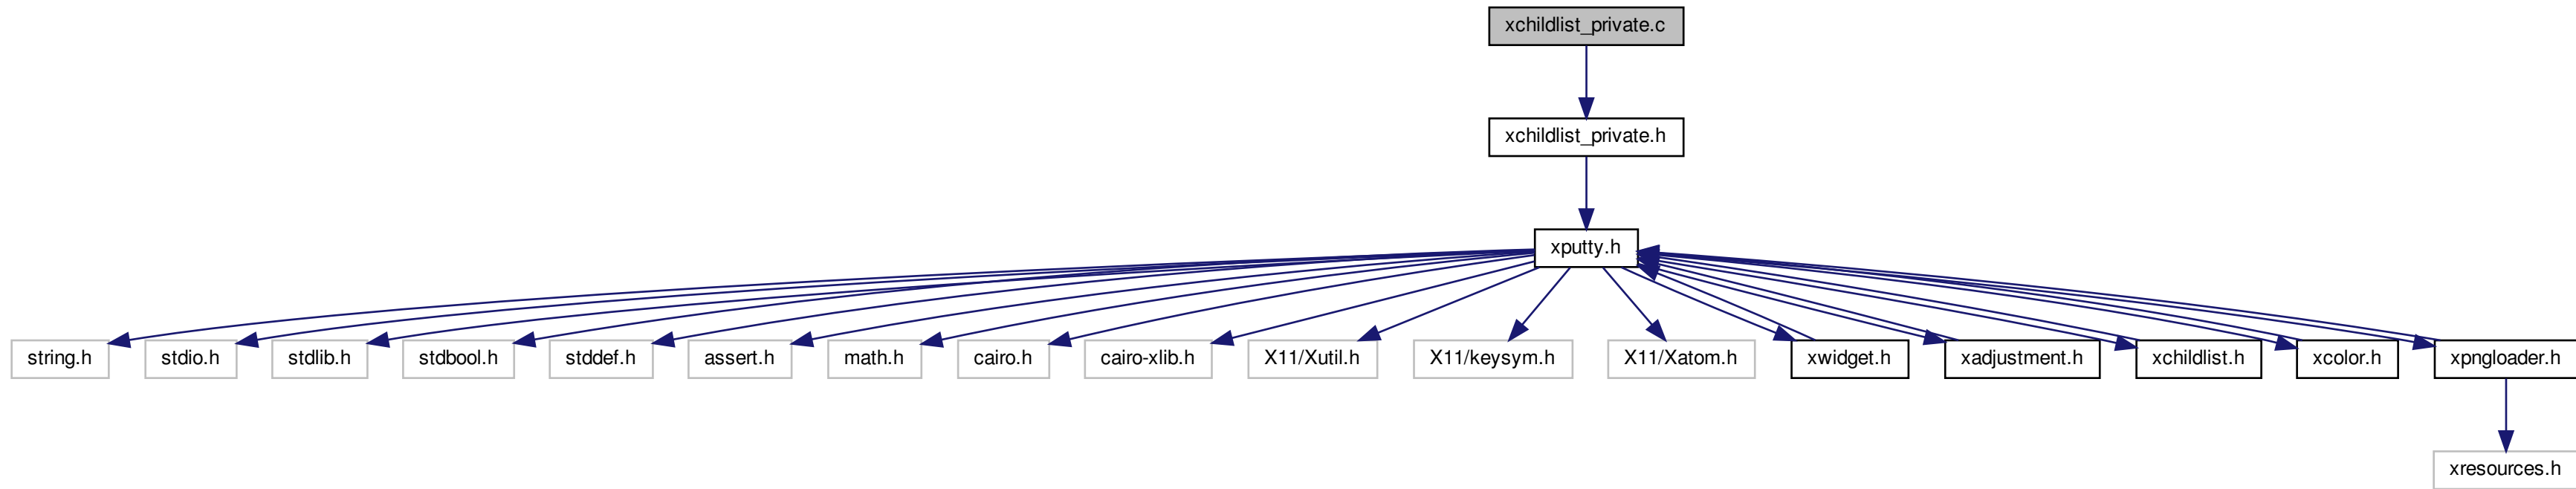 xchildlist_private.c
xchildlist_private.h
xputty.h
string.h
stdio.h
stdlib.h
stdbool.h
stddef.h
assert.h
math.h
cairo.h
cairo-xlib.h
X11/Xutil.h
X11/keysym.h
X11/Xatom.h
xwidget.h
xadjustment.h
xchildlist.h
xcolor.h
xpngloader.h
xresources.h